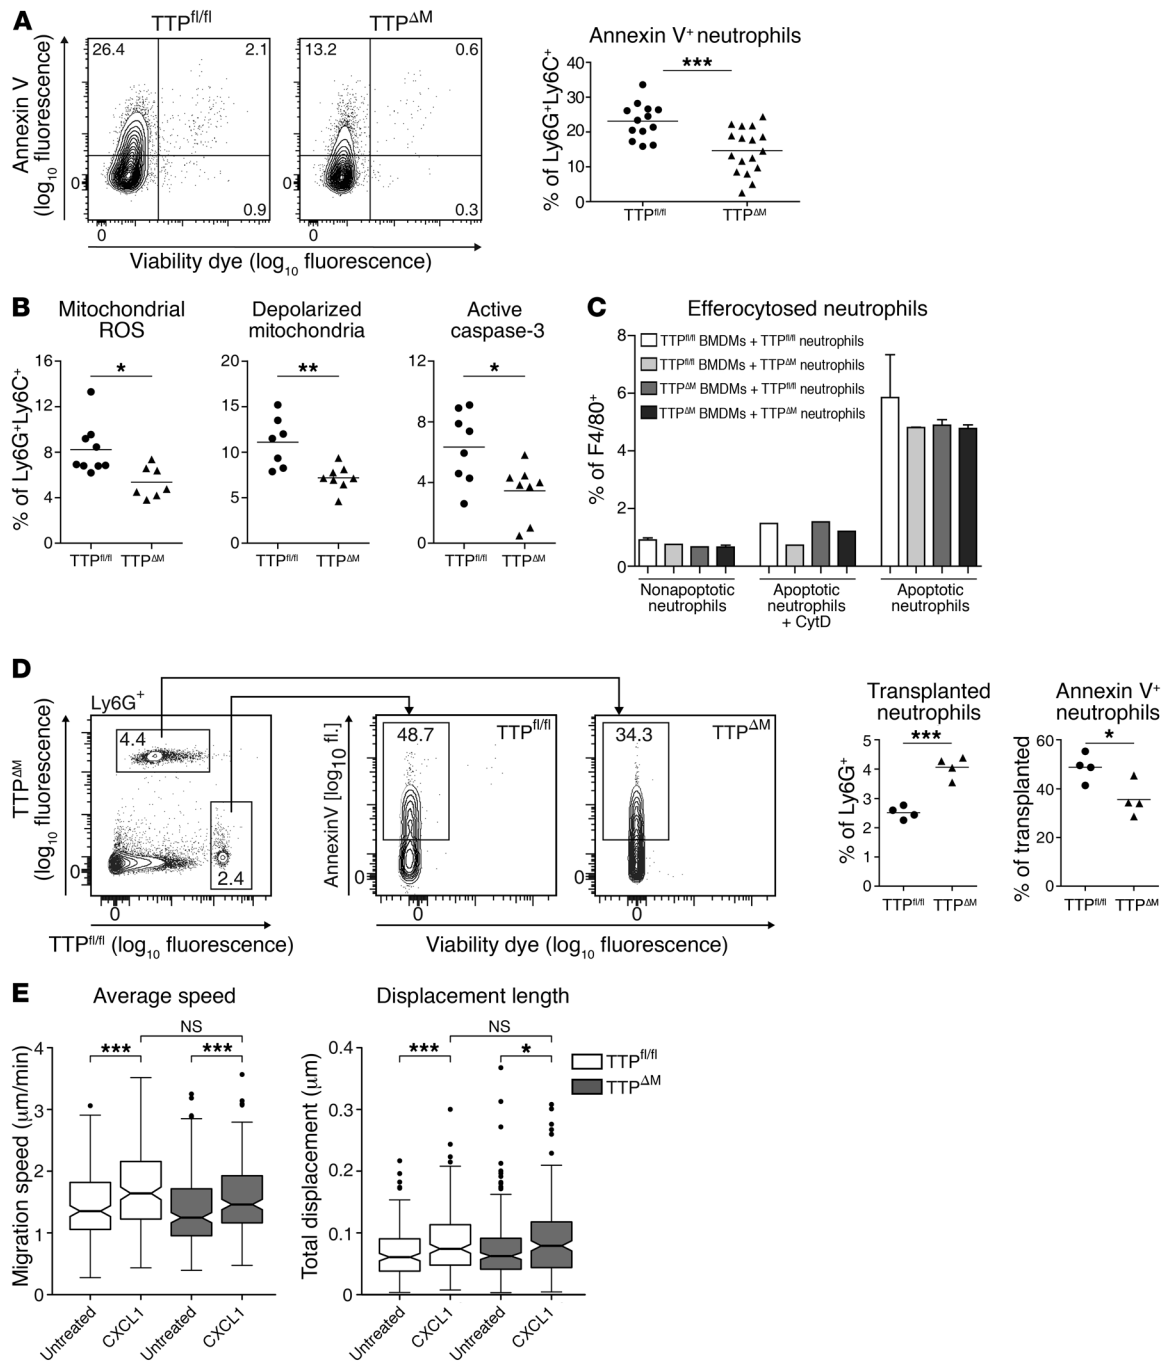 A
TTPfl/fl
TTPΔM
Annexin V
(log10 fluorescence)
26.4
2.1
0.9
13.2
0.6
0.3
0
0
0
0
Viability dye (log10 fluorescence)
Annexin V+ neutrophils
% of Ly6G+Ly6C+
40
30
20
10
0
***
TTPfl/fl
TTPΔM
B
Mitochondrial
ROS
% of Ly6G+Ly6C+
16
12
8
4
0
*
TTPfl/fl
TTPΔM
Depolarized
mitochondria
20
15
10
5
0
**
TTPfl/fl
TTPΔM
Active
caspase-3
12
8
4
0
*
TTPfl/fl
TTPΔM
C
Efferocytosed neutrophils
% of F4/80+
8
6
4
2
0
TTPfl/fl BMDMs + TTPfl/fl neutrophils
TTPfl/fl BMDMs + TTPΔM neutrophils
TTPΔM BMDMs + TTPfl/fl neutrophils
TTPΔM BMDMs + TTPΔM neutrophils
Nonapoptotic
neutrophils
Apoptotic
neutrophils
+ CytD
Apoptotic
neutrophils
D
Ly6G+
TTPΔM
(log10 fluorescence)
4.4
2.4
0
0
TTPfl/fl (log10 fluorescence)
AnnexinV [log10 fl.)
48.7
TTPfl/fl
0
0
34.3
TTPΔM
0
0
Viability dye (log10 fluorescence)
Transplanted
neutrophils
% of Ly6G+
5
4
3
2
1
0
***
TTPfl/fl
TTPΔM
Annexin V+
neutrophils
% of transplanted
60
40
20
0
*
TTPfl/fl
TTPΔM
E
Average speed
Migration speed (μm/min)
4
3
2
1
0
NS
***
***
Untreated
CXCL1
Untreated
CXCL1
Displacement length
Total displacement (μm)
0.4
0.3
0.2
0.1
0
NS
***
*
Untreated
CXCL1
Untreated
CXCL1
TTPfl/fl
TTPΔM